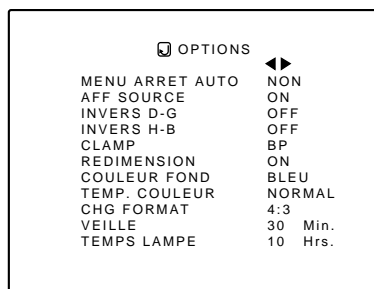 OPTIONS
MENU ARRET AUTO NON
AFF SOURCE ON
INVERS D-G OFF
INVERS H-B OFF
CLAMP BP
REDIMENSION ON
COULEUR FOND BLEU
TEMP. COULEUR NORMAL
CHG FORMAT 4:3
VEILLE 30 Min.
TEMPS LAMPE 10 Hrs.